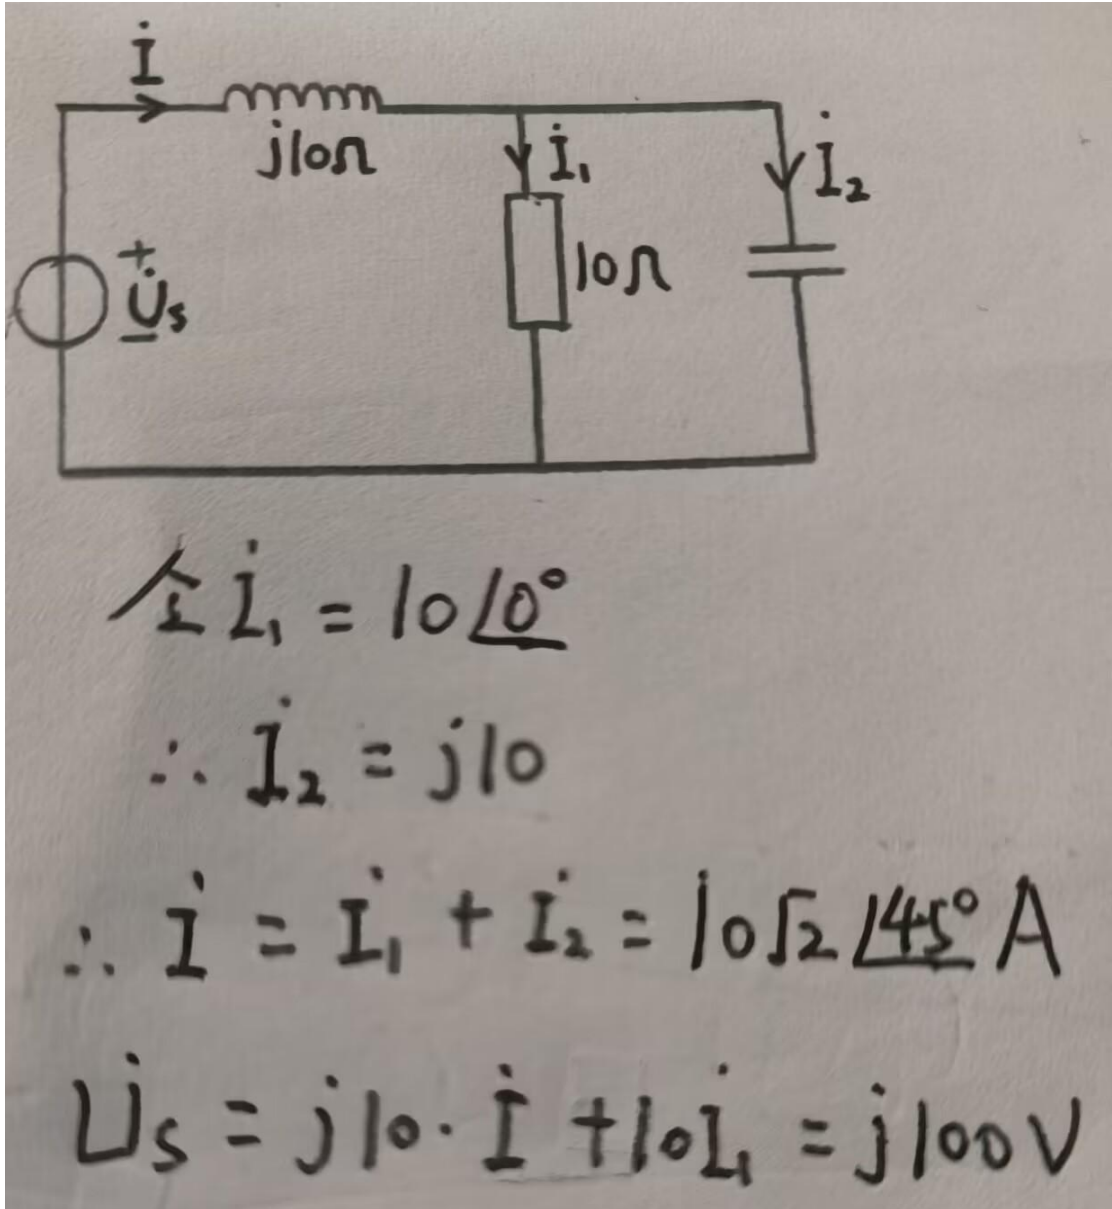 İ
j10Ω
İ₁
İ₂
10Ω
+
U̇s
−
令 İ₁ = 10∠0°
∴ İ₂ = j10
∴ İ = İ₁ + İ₂ = 10√2 ∠45° A
U̇s = j10 · İ + 10İ₁ = j100V